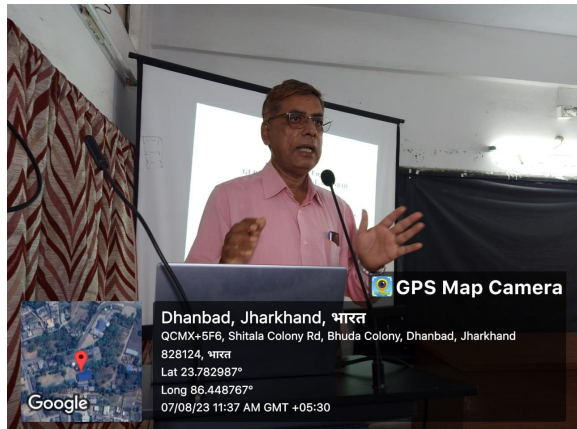 GPS Map Camera
Dhanbad, Jharkhand, भारत
QCMX+5F6, Shitala Colony Rd, Bhuda Colony, Dhanbad, Jharkhand
828124, भारत
Lat 23.782987°
Long 86.448767°
07/08/23 11:37 AM GMT +05:30
Google